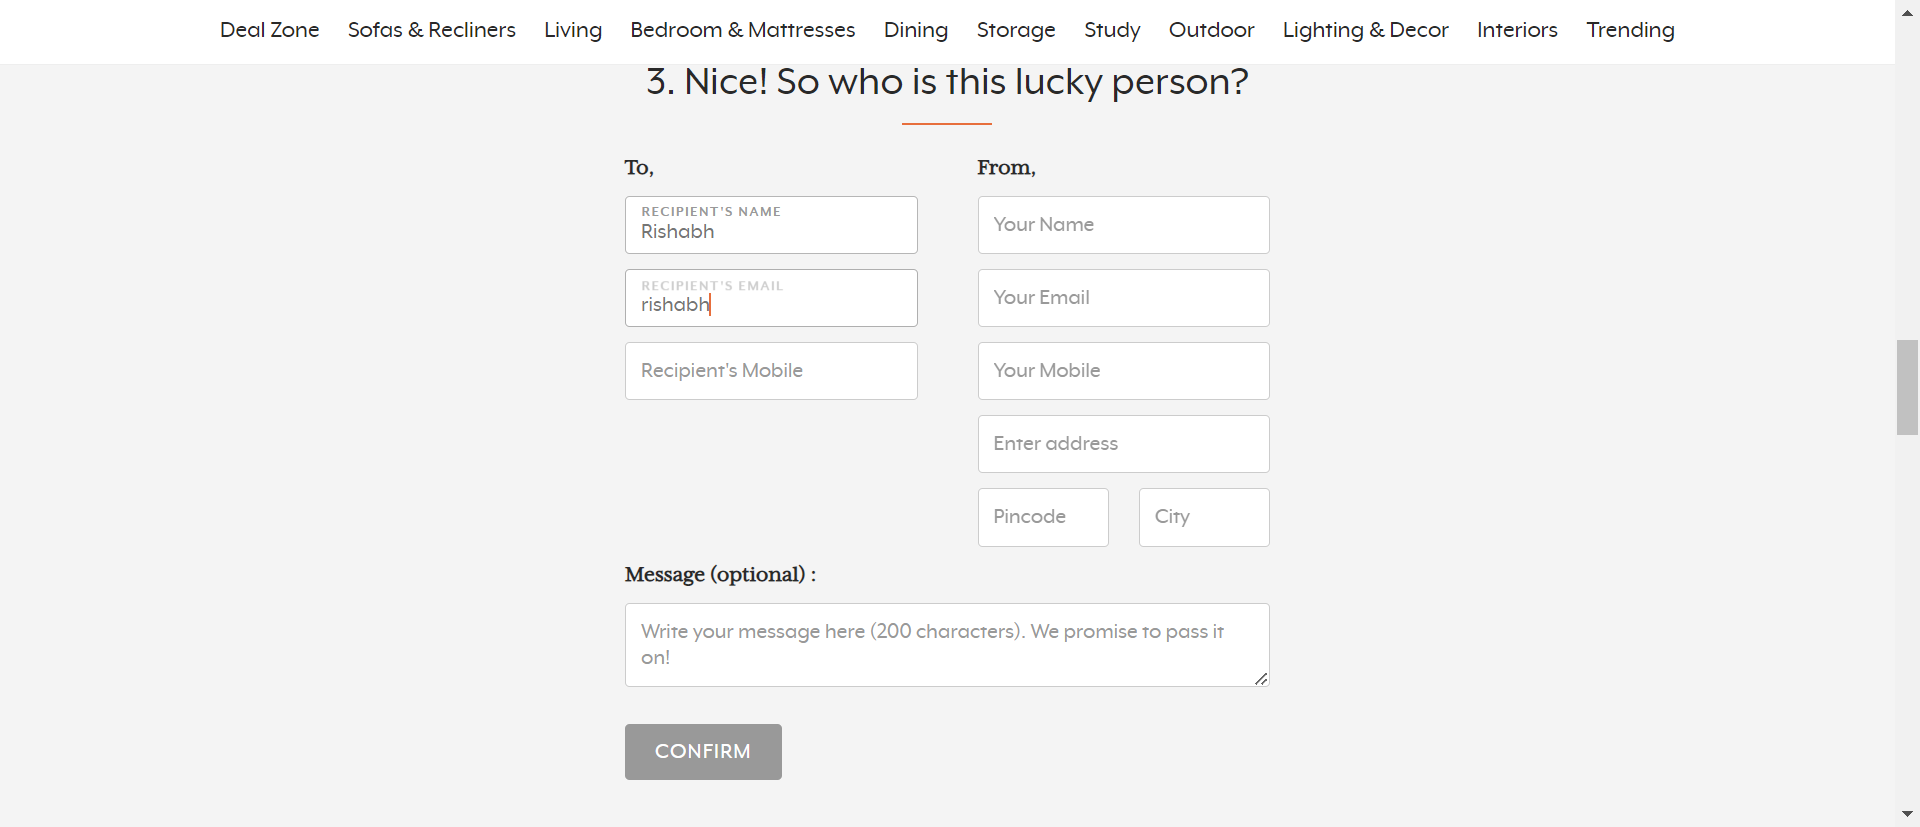 Deal Zone Sofas & Recliners Living Bedroom & Mattresses Dining Storage Study Outdoor Lighting & Decor Interiors Trending
3. Nice! So who is this lucky person?
To,
RECIPIENT'S NAME
Rishabh
RECIPIENT'S EMAIL
rishabh
Recipient's Mobile
From,
Your Name
Your Email
Your Mobile
Enter address
Pincode City
Message (optional) :
Write your message here (200 characters). We promise to pass it
on!
CONFIRM